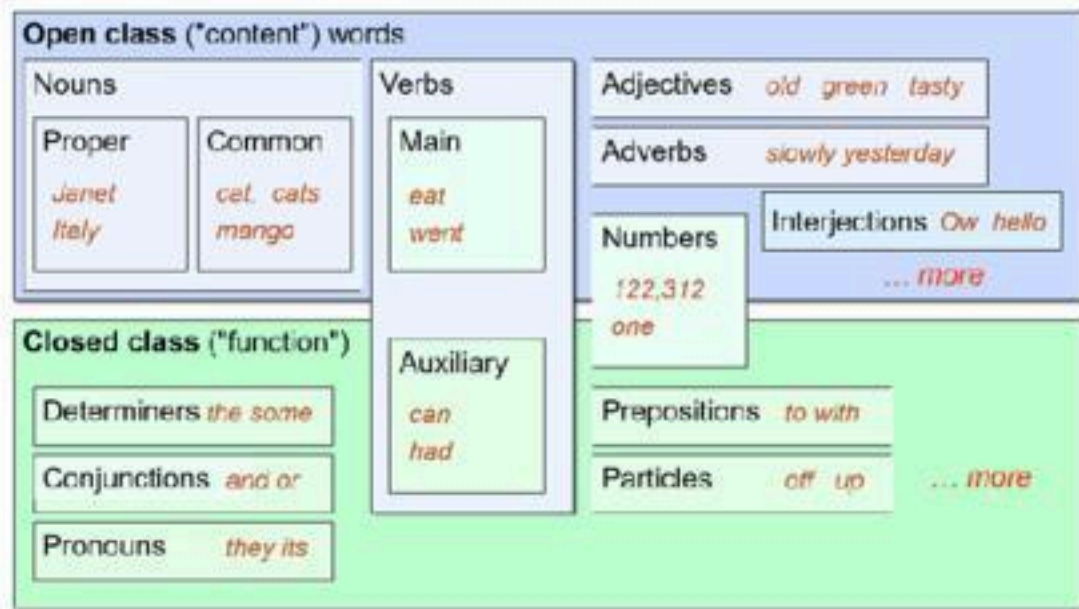 Open class ("content") words
Nouns
Proper
Janet
Italy
Common
cat, cats
mango
Verbs
Main
eat
went
Adjectives old green tasty
Adverbs slowly yesterday
Interjections Ow hello
... more
Numbers
122,312
one
Closed class ("function")
Auxiliary
can
had
Determiners the some
Conjunctions and or
Pronouns they its
Prepositions to with
Particles off up
... more